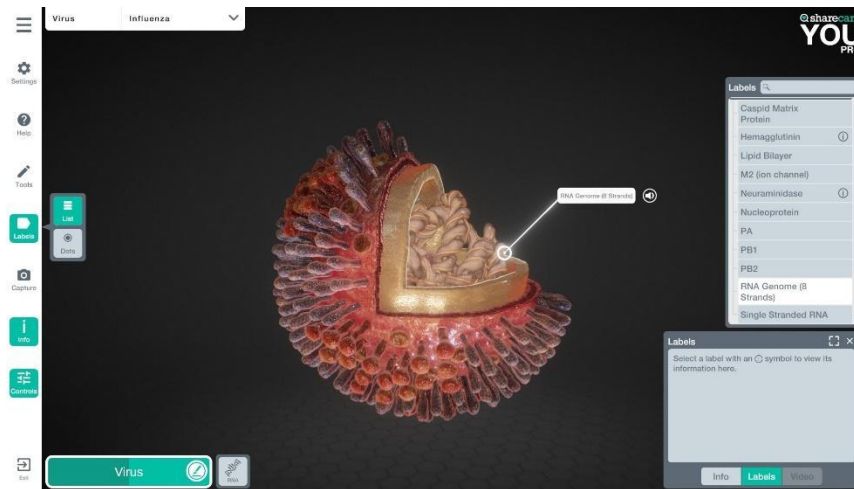 Virus
Influenza
sharecare
YOU
PR
Settings
Help
Tools
Labels
Capture
Info
Controls
Exit
List
Dots
RNA Genome (8 Strands)
Labels
Caspid Matrix
Protein
Hemagglutinin
Lipid Bilayer
M2 (ion channel)
Neuraminidase
Nucleoprotein
PA
PB1
PB2
RNA Genome (8
Strands)
Single Stranded RNA
Labels
Select a label with an ⓘ symbol to view its
information here.
Info Labels Video
Virus
RNA